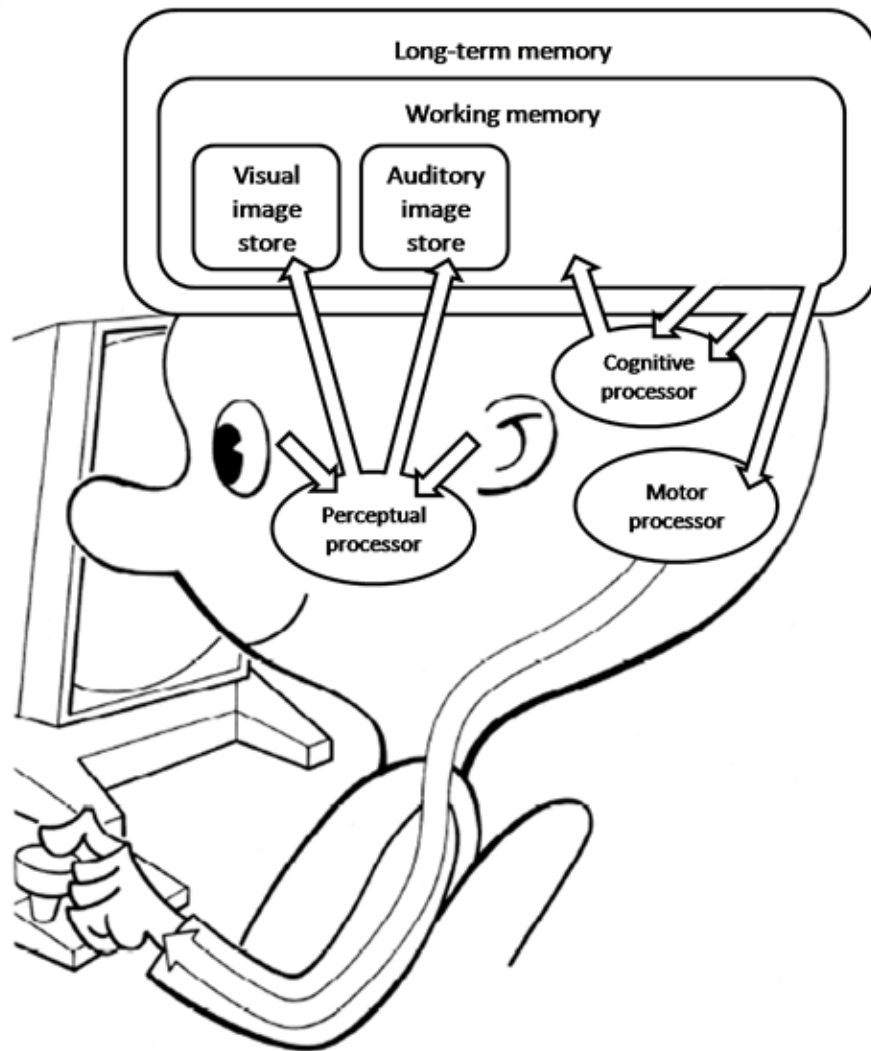 Long-term memory
Working memory
Visual
image
store
Auditory
image
store
Cognitive
processor
Motor
processor
Perceptual
processor